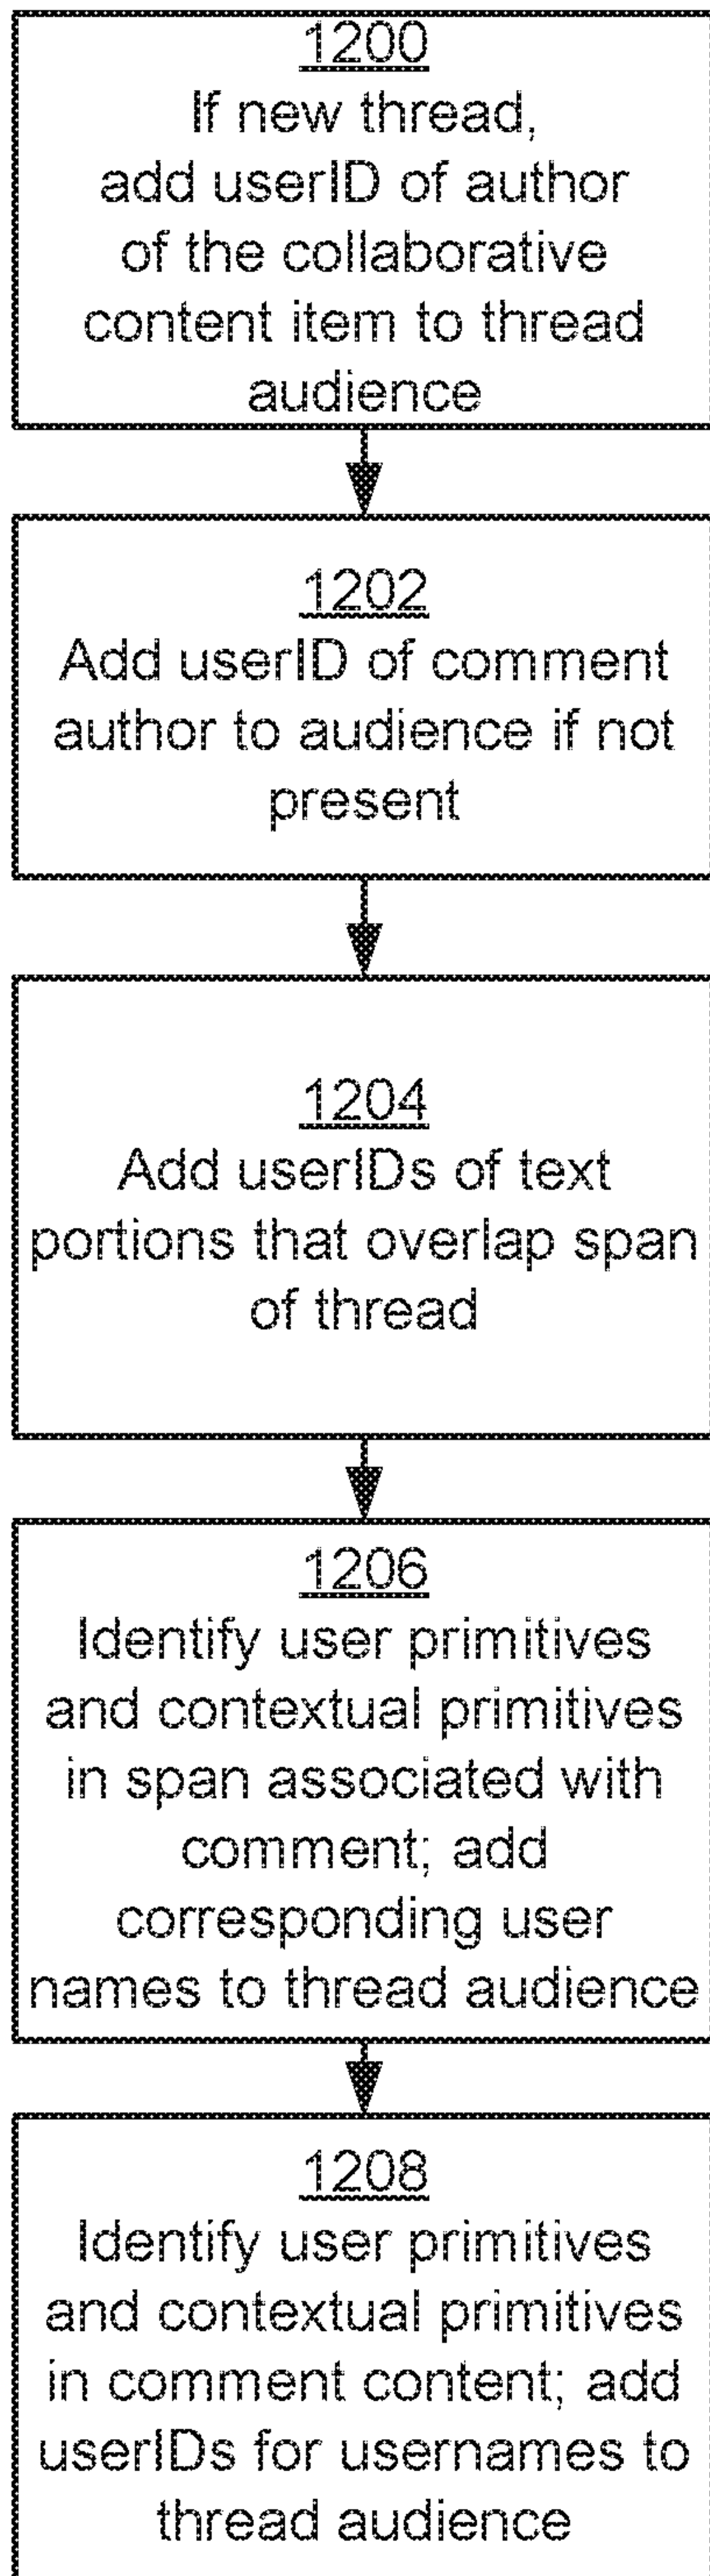 1200
If new thread,
add userID of author
of the collaborative
content item to thread
audience
1202
Add userID of comment
author to audience if not
present
1204
Add userIDs of text
portions that overlap span
of thread
1206
Identify user primitives
and contextual primitives
in span associated with
comment; add
corresponding user
names to thread audience
1208
Identify user primitives
and contextual primitives
in comment content; add
userIDs for usernames to
thread audience